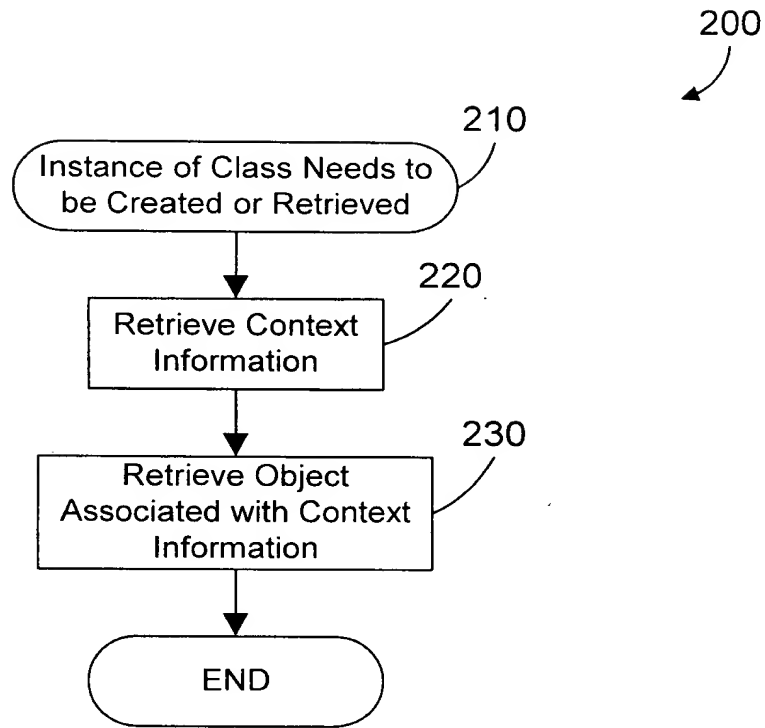 200
210
Instance of Class Needs to
be Created or Retrieved
220
Retrieve Context
Information
230
Retrieve Object
Associated with Context
Information
END